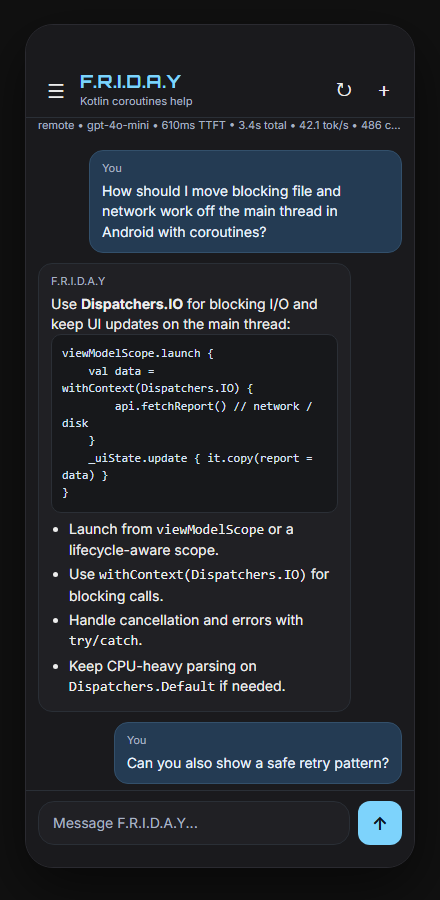 F.R.I.D.A.Y
Kotlin coroutines help
remote • gpt-4o-mini • 610ms TTFT • 3.4s total • 42.1 tok/s • 486 c...
You
How should I move blocking file and
network work off the main thread in
Android with coroutines?
F.R.I.D.A.Y
Use Dispatchers.IO for blocking I/O and
keep UI updates on the main thread:
viewModelScope.launch {
    val data =
withContext(Dispatchers.IO) {
        api.fetchReport() // network /
disk
    }
    _uiState.update { it.copy(report =
data) }
}
• Launch from viewModelScope or a
lifecycle-aware scope.
• Use withContext(Dispatchers.IO) for
blocking calls.
• Handle cancellation and errors with
try/catch.
• Keep CPU-heavy parsing on
Dispatchers.Default if needed.
You
Can you also show a safe retry pattern?
Message F.R.I.D.A.Y...